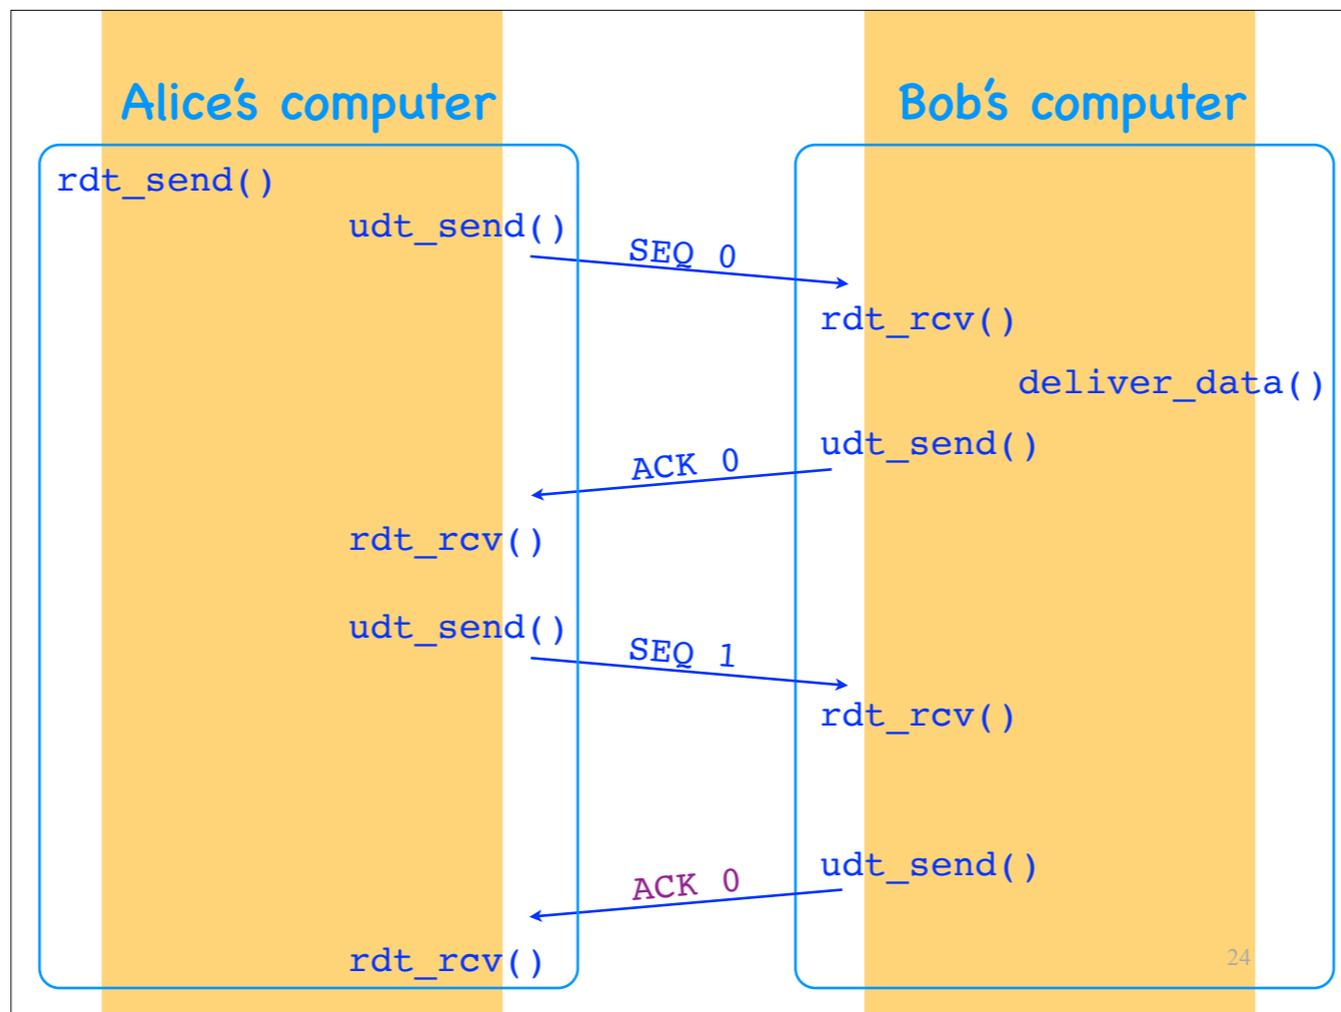 Alice's computer
Bob's computer
rdt_send()
udt_send()
SEQ 0
rdt_rcv()
deliver_data()
udt_send()
ACK 0
rdt_rcv()
udt_send()
SEQ 1
rdt_rcv()
udt_send()
ACK 0
rdt_rcv()
24